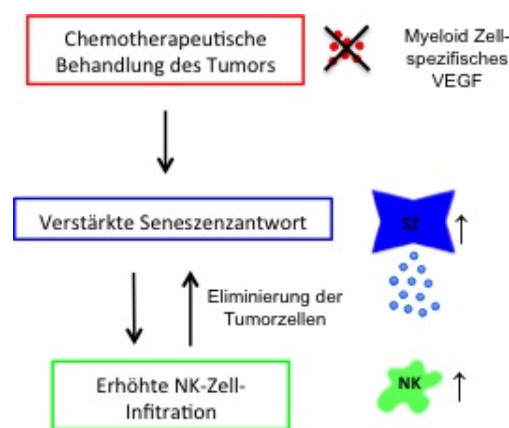 Chemotherapeutische
Behandlung des Tumors
Myeloid Zell-
spezifisches
VEGF
Verstärkte Seneszenzantwort
SZ
Eliminierung der
Tumorzellen
Erhöhte NK-Zell-
Infitration
NK